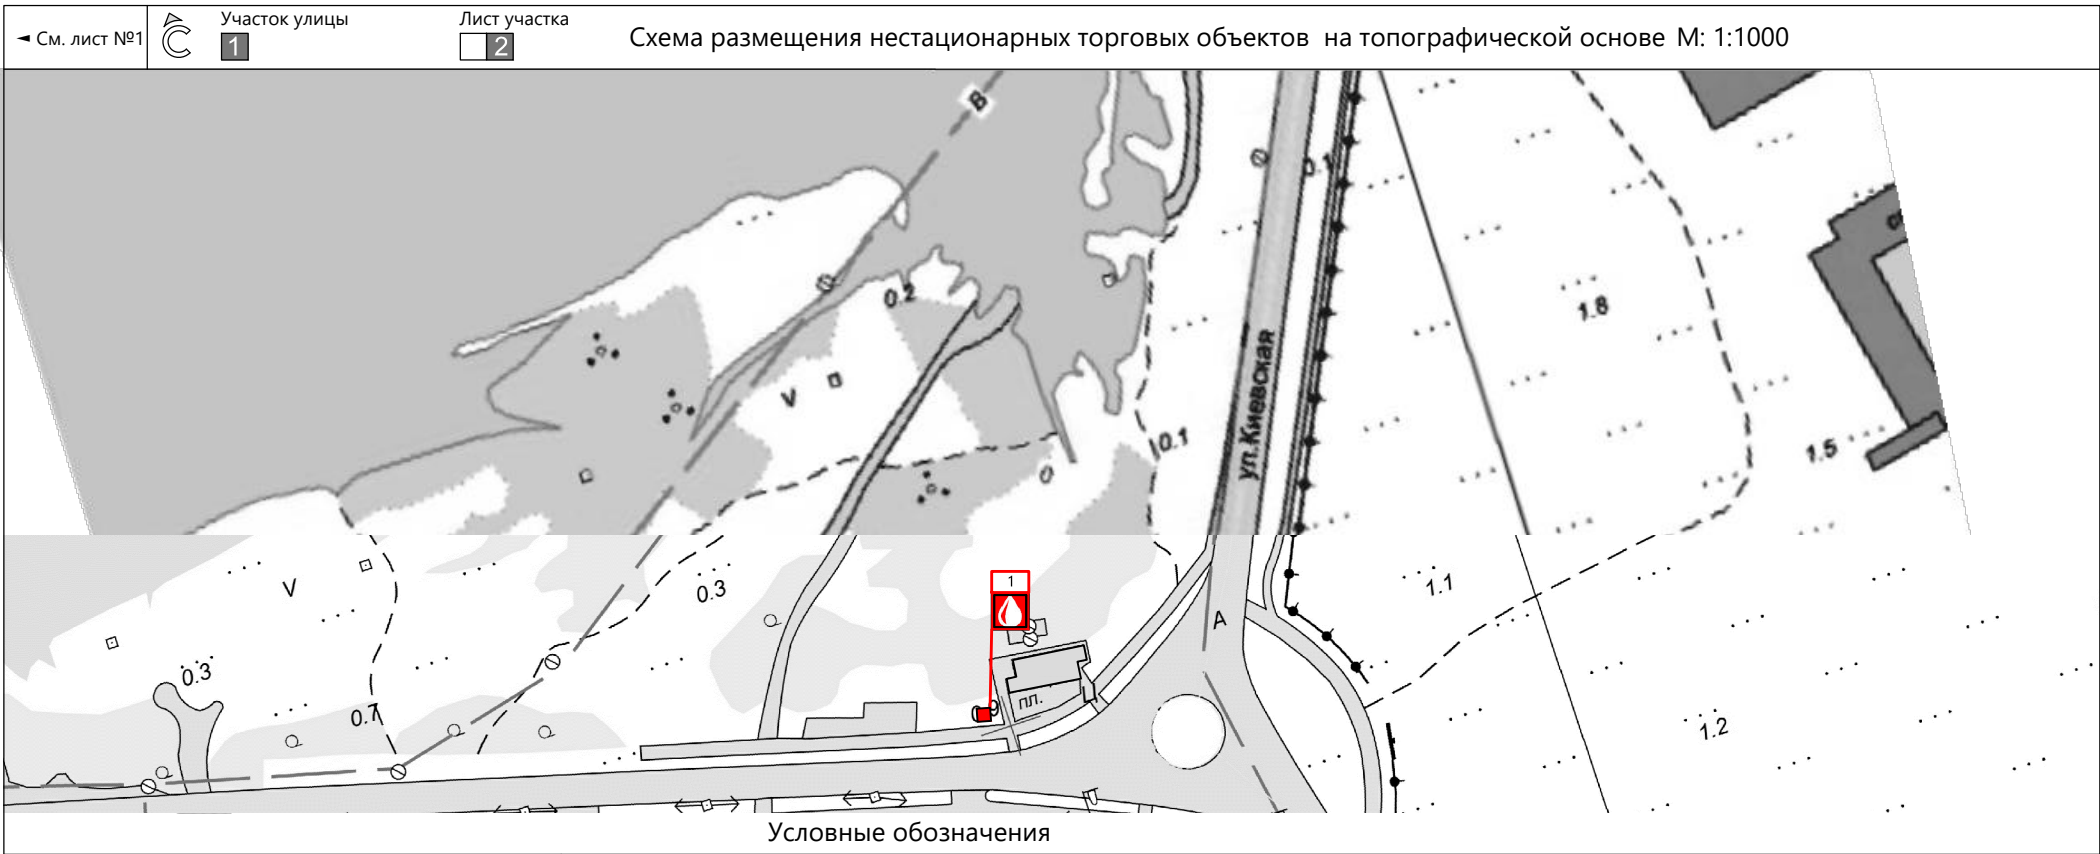 ◄ См. лист №1
С
Участок улицы
1
Лист участка
2
Схема размещения нестационарных торговых объектов на топографической основе М: 1:1000
В
0.1
0.2
1.8
V
ул.Киевская
0.1
0
1.5
V
0.3
1
1.1
А
0.3
0.7
пл.
1.2
Условные обозначения